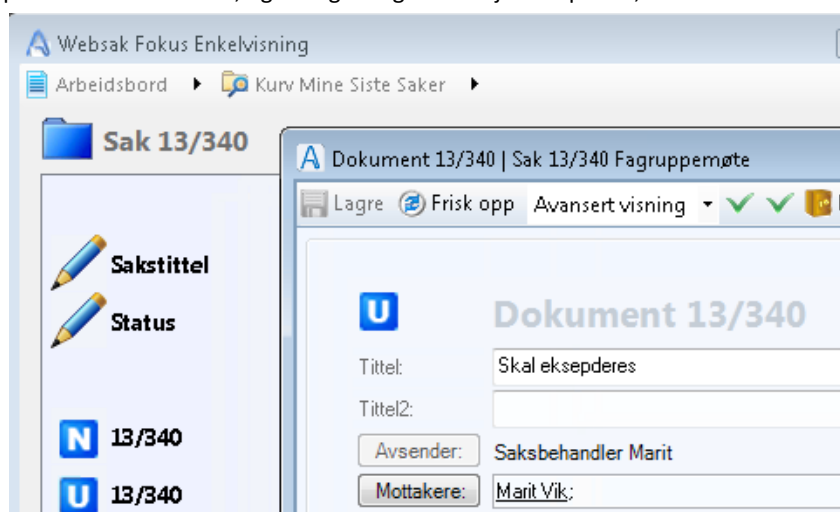 Websak Fokus Enkelvisning
Arbeidsbord Kurv Mine Siste Saker
Sak 13/340
Dokument 13/340 | Sak 13/340 Fagruppemøte
Lagre Frisk opp Avansert visning
Sakstittel
Status
U Dokument 13/340
Tittel: Skal eksepderes
Tittel2:
N 13/340
Avsender: Saksbehandler Marit
U 13/340
Mottakere: Marit Vik;